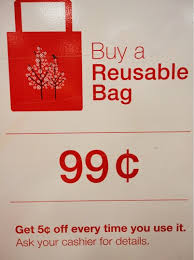 Buy a
Reusable
Bag
99¢
Get 5¢ off every time you use it.
Ask your cashier for details.